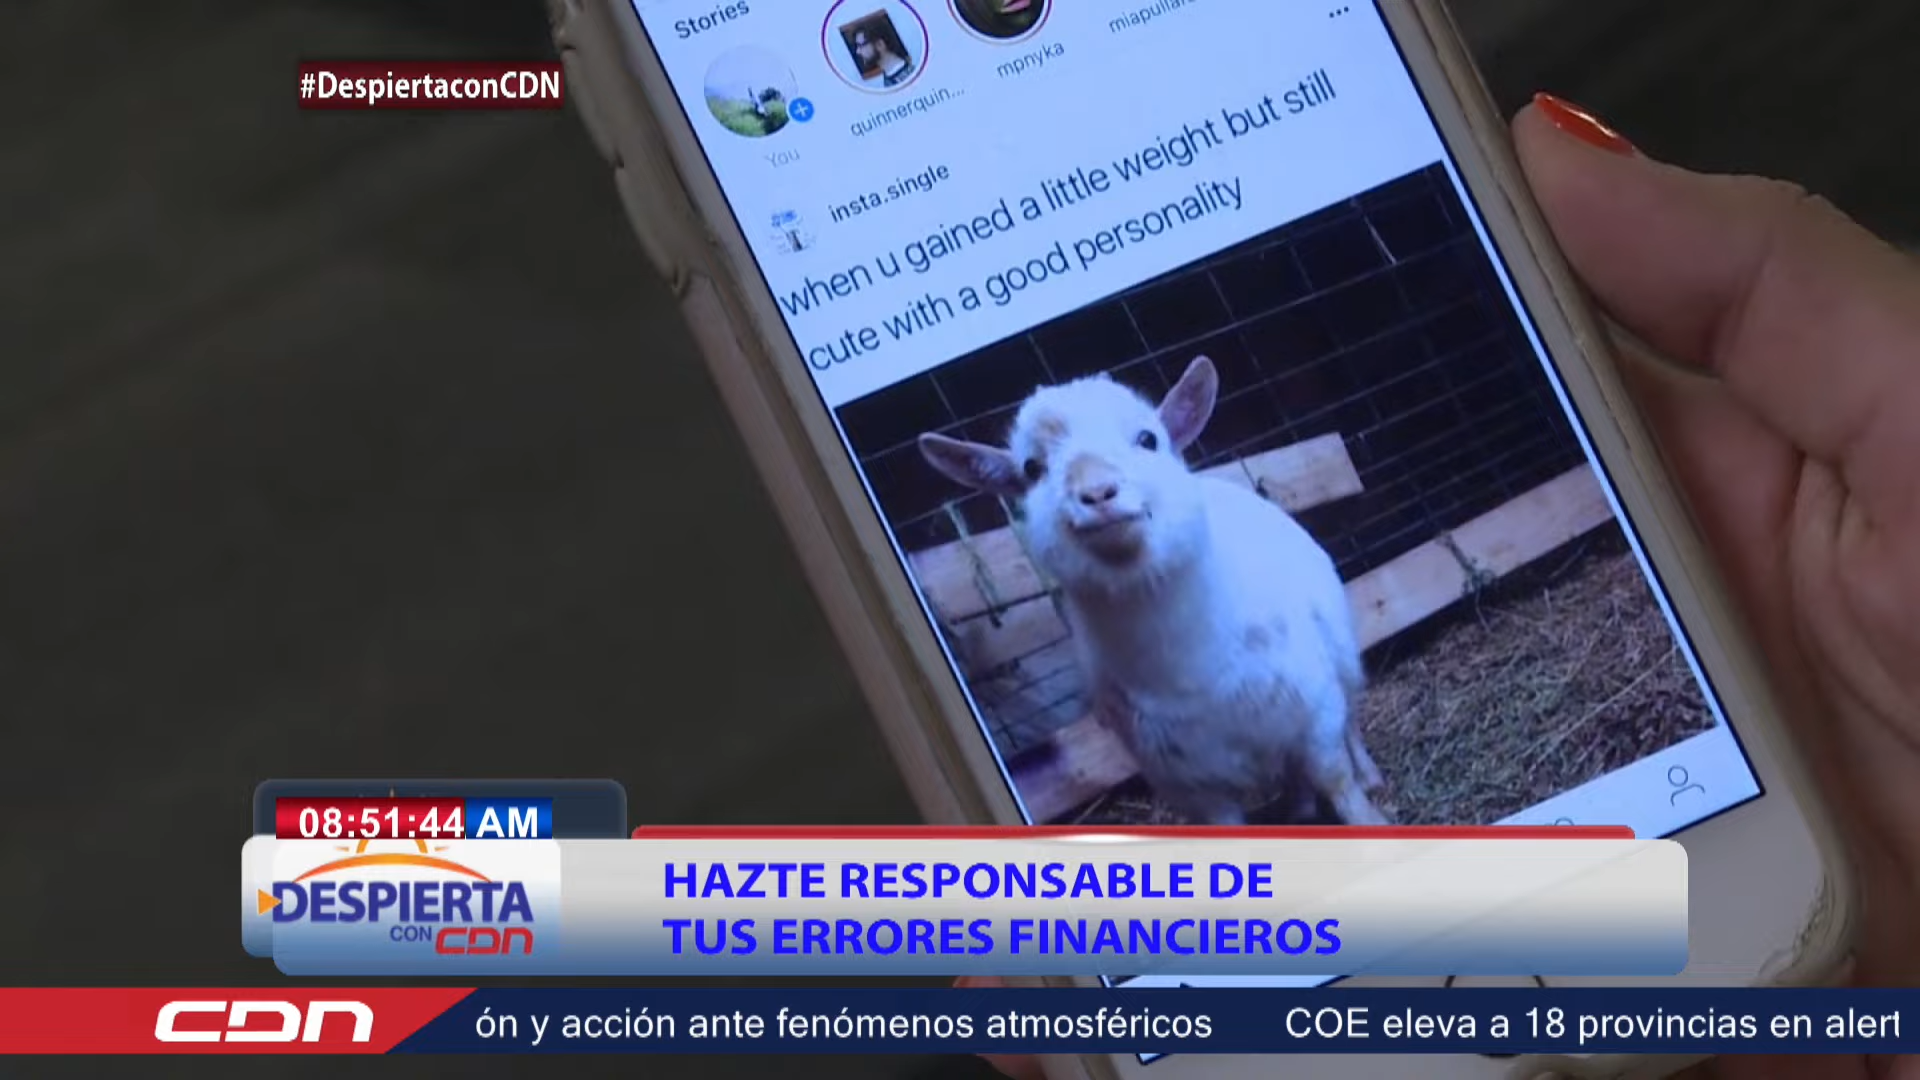 Stories
#DespiertaconCDN
You
quinnerquin...
mpnyka
insta.single
when u gained a little weight but still
cute with a good personality
08:51:44 AM
DESPIERTA
CON CDN
HAZTE RESPONSABLE DE
TUS ERRORES FINANCIEROS
CDN
ón y acción ante fenómenos atmosféricos COE eleva a 18 provincias en alert